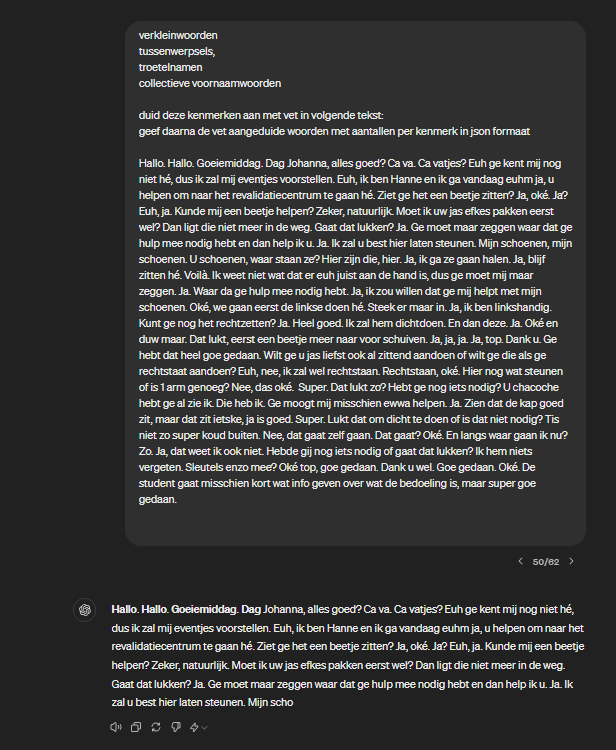 verkleinwoorden
tussenwerpsels,
troetelnamen
collectieve voornaamwoorden
duid deze kenmerken aan met vet in volgende tekst:
geef daarna de vet aangeduide woorden met aantallen per kenmerk in json formaat
Hallo. Hallo. Goeiemiddag. Dag Johanna, alles goed? Ca va. Ca vatjes? Euh ge kent mij nog
niet hé, dus ik zal mij eventjes voorstellen. Euh, ik ben Hanne en ik ga vandaag euhm ja, u
helpen om naar het revalidatiecentrum te gaan hé. Ziet ge het een beetje zitten? Ja, oké. Ja?
Euh, ja. Kunde mij een beetje helpen? Zeker, natuurlijk. Moet ik uw jas efkes pakken eerst
wel? Dan ligt die niet meer in de weg. Gaat dat lukken? Ja. Ge moet maar zeggen waar dat ge
hulp mee nodig hebt en dan help ik u. Ja. Ik zal u best hier laten steunen. Mijn schoenen, mijn
schoenen. U schoenen, waar staan ze? Hier zijn die, hier. Ja, ik ga ze gaan halen. Ja, blijf
zitten hé. Voilà. Ik weet niet wat dat er euh juist aan de hand is, dus ge moet mij maar
zeggen. Ja. Waar da ge hulp mee nodig hebt. Ja, ik zou willen dat ge mij helpt met mijn
schoenen. Oké, we gaan eerst de linkse doen hé. Steek er maar in. Ja, ik ben linkshandig.
Kunt ge nog het rechtzetten? Ja. Heel goed. Ik zal hem dichtdoen. En dan deze. Ja. Oké en
duw maar. Dat lukt, eerst een beetje meer naar voor schuiven. Ja, ja, ja. Ja, top. Dank u. Ge
hebt dat heel goe gedaan. Wilt ge u jas liefst ook al zittend aandoen of wilt ge die als ge
rechtstaat aandoen? Euh, nee, ik zal wel rechtstaan. Rechtstaan, oké. Hier nog wat steunen
of is 1 arm genoeg? Nee, das oké.  Super. Dat lukt zo? Hebt ge nog iets nodig? U chacoche
hebt ge al zie ik. Die heb ik. Ge moogt mij misschien ewwa helpen. Ja. Zien dat de kap goed
zit, maar dat zit ietske, ja is goed. Super. Lukt dat om dicht te doen of is dat niet nodig? Tis
niet zo super koud buiten. Nee, dat gaat zelf gaan. Dat gaat? Oké. En langs waar gaan ik nu?
Zo. Ja, dat weet ik ook niet. Hebde gij nog iets nodig of gaat dat lukken? Ik hem niets
vergeten. Sleutels enzo mee? Oké top, goe gedaan. Dank u wel. Goe gedaan. Oké. De
student gaat misschien kort wat info geven over wat de bedoeling is, maar super goe
gedaan.
50/62
Hallo. Hallo. Goeiemiddag. Dag Johanna, alles goed? Ca va. Ca vatjes? Euh ge kent mij nog niet hé,
dus ik zal mij eventjes voorstellen. Euh, ik ben Hanne en ik ga vandaag euhm ja, u helpen om naar het
revalidatiecentrum te gaan hé. Ziet ge het een beetje zitten? Ja, oké. Ja? Euh, ja. Kunde mij een beetje
helpen? Zeker, natuurlijk. Moet ik uw jas efkes pakken eerst wel? Dan ligt die niet meer in de weg.
Gaat dat lukken? Ja. Ge moet maar zeggen waar dat ge hulp mee nodig hebt en dan help ik u. Ja. Ik
zal u best hier laten steunen. Mijn scho